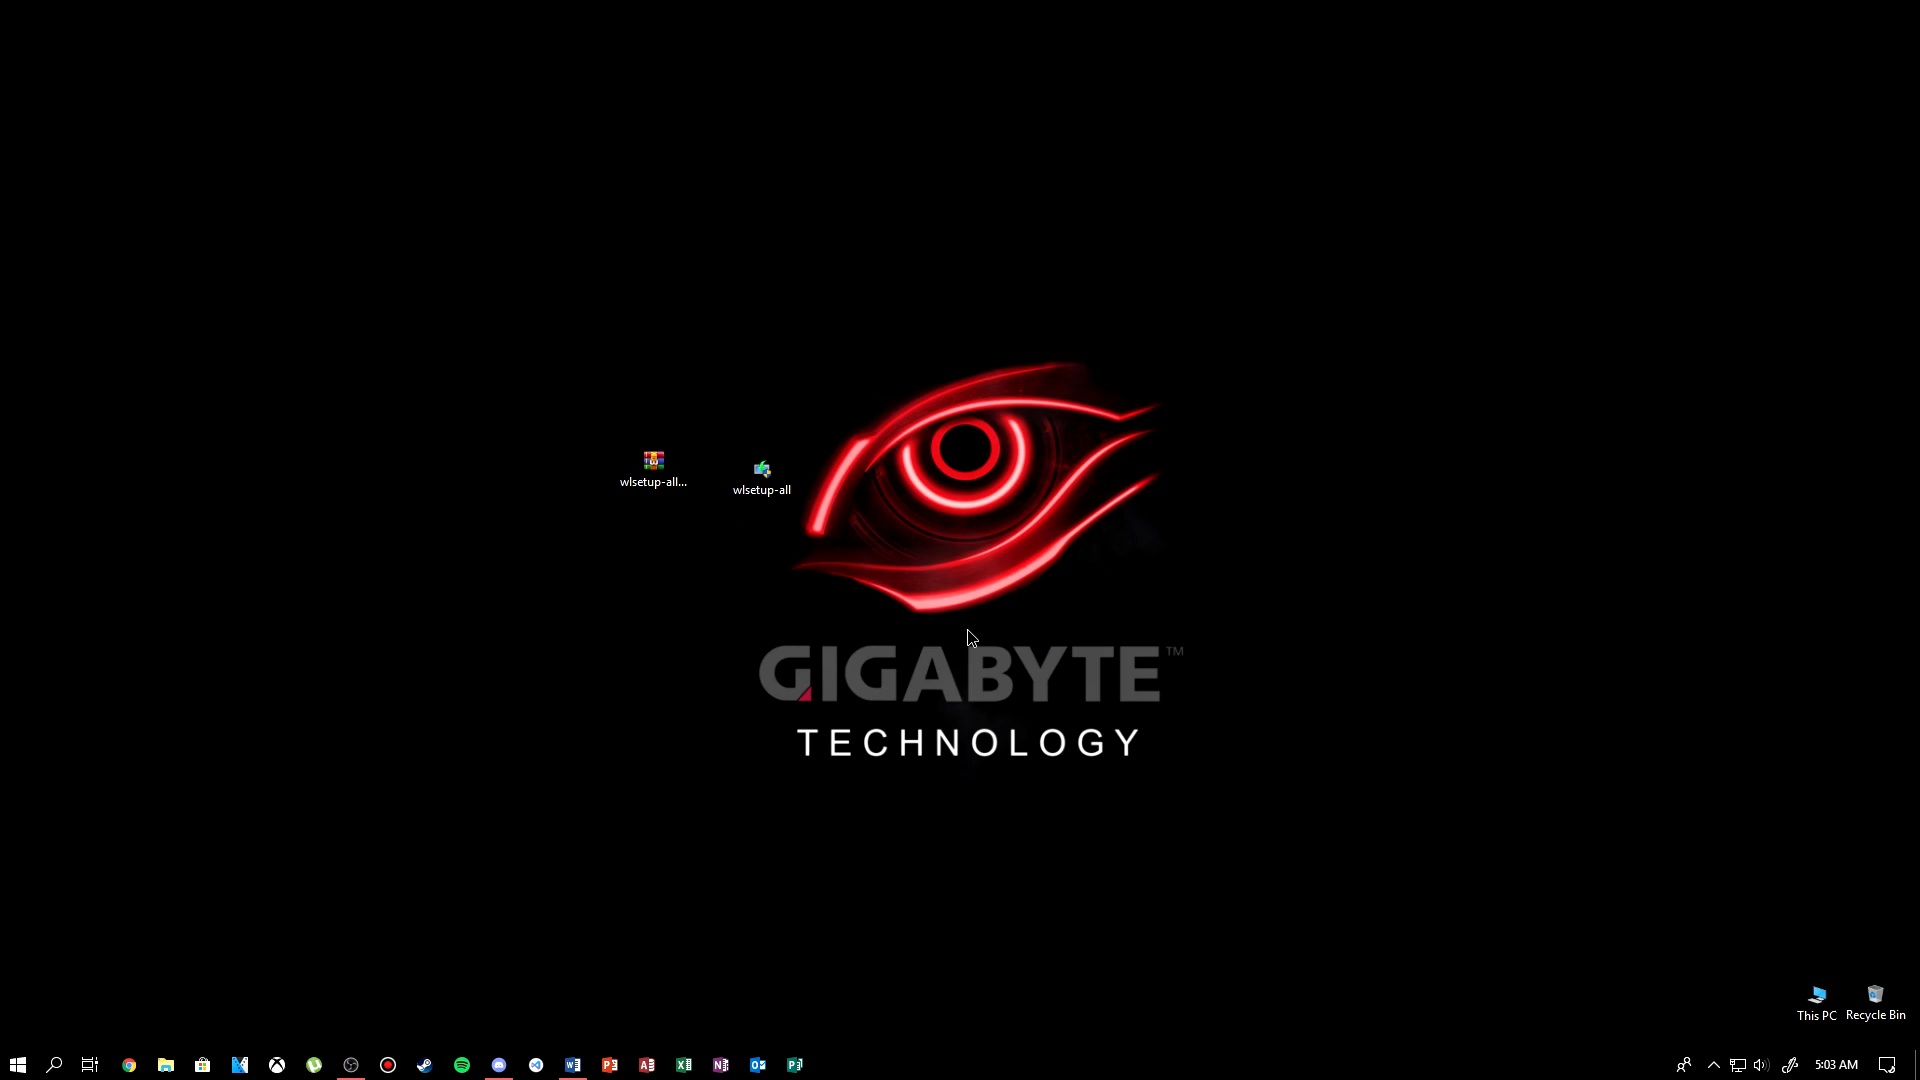 wlsetup-all...
wlsetup-all
GIGABYTE™
TECHNOLOGY
This PC
Recycle Bin
5:03 AM